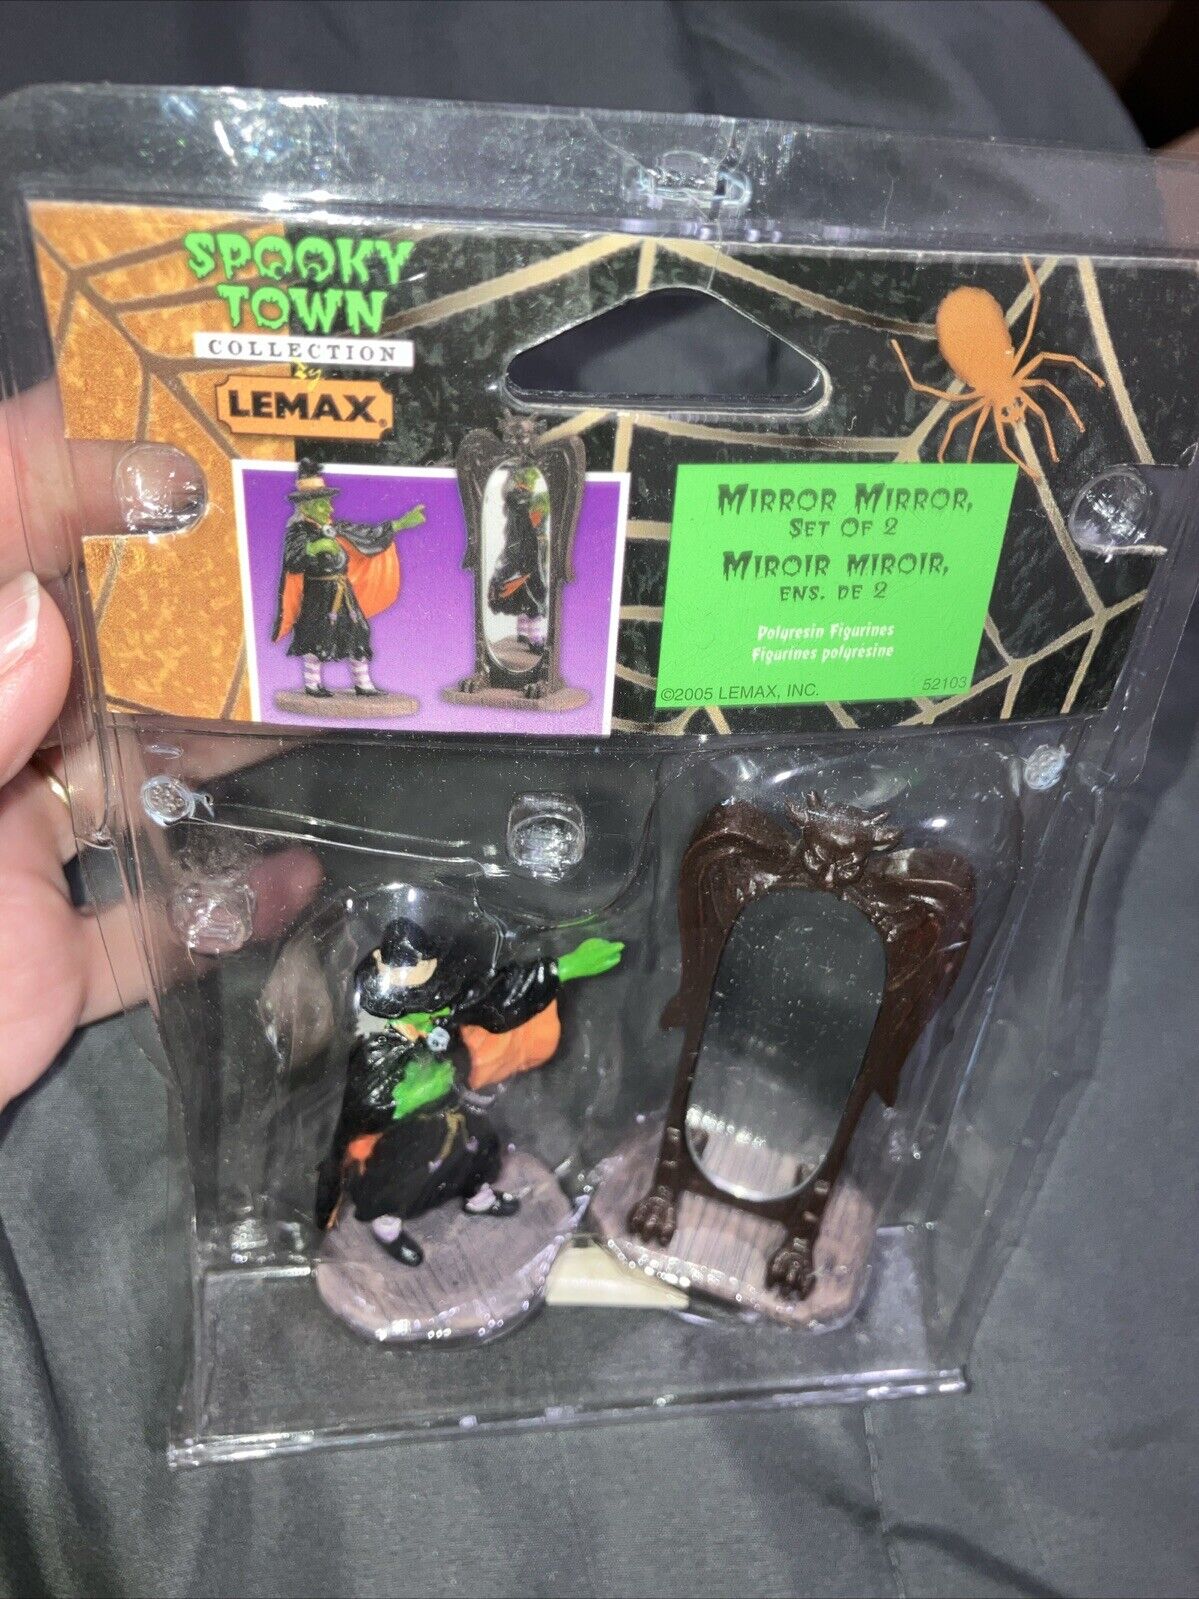 SPOOKY
TOWN
COLLECTION
By
LEMAX®
MIRROR MIRROR,
SET OF 2
MIROIR MIROIR,
ENS. DE 2
Polyresin Figurines
Figurines polyresine
©2005 LEMAX, INC.
52103